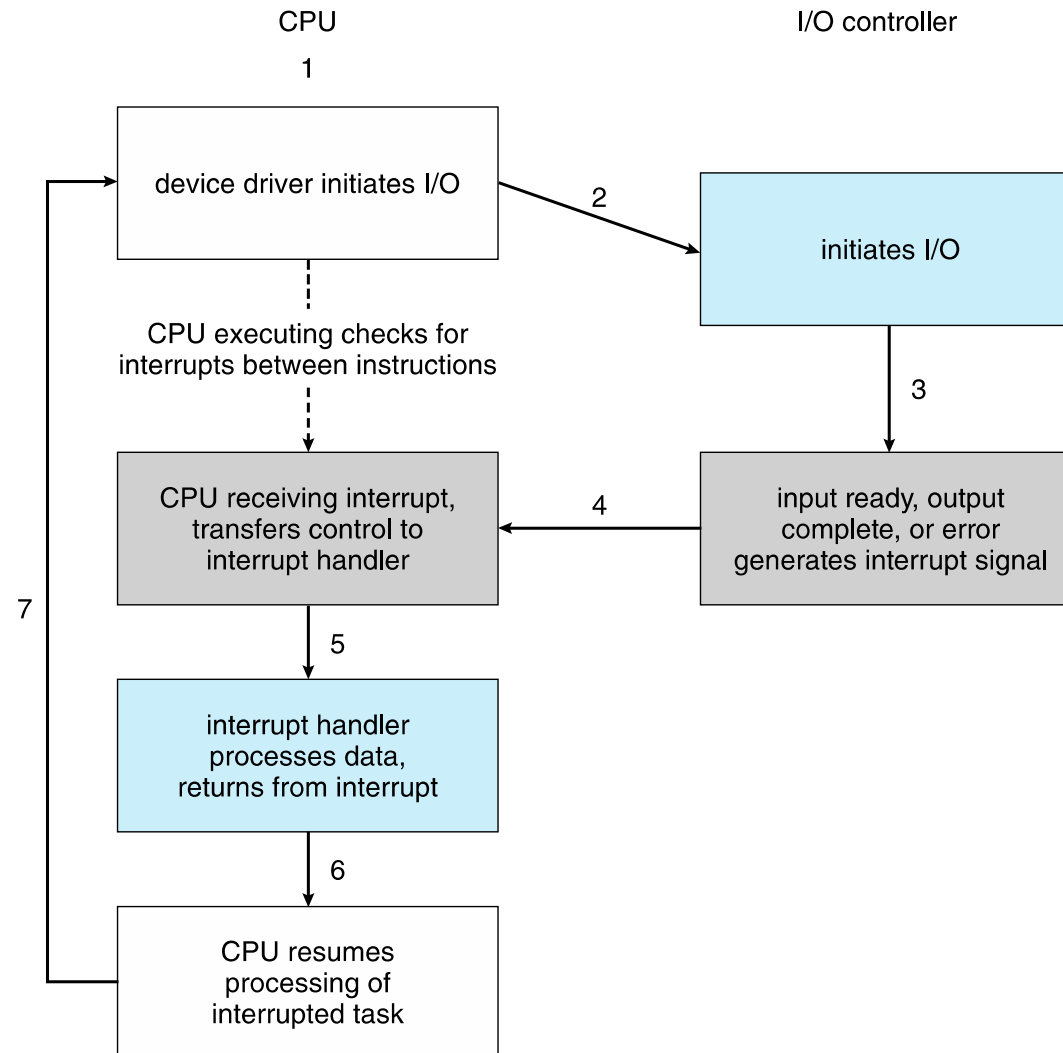 CPU
I/O controller
1
device driver initiates I/O
2
initiates I/O
CPU executing checks for
interrupts between instructions
3
CPU receiving interrupt,
transfers control to
interrupt handler
4
input ready, output
complete, or error
generates interrupt signal
7
5
interrupt handler
processes data,
returns from interrupt
6
CPU resumes
processing of
interrupted task